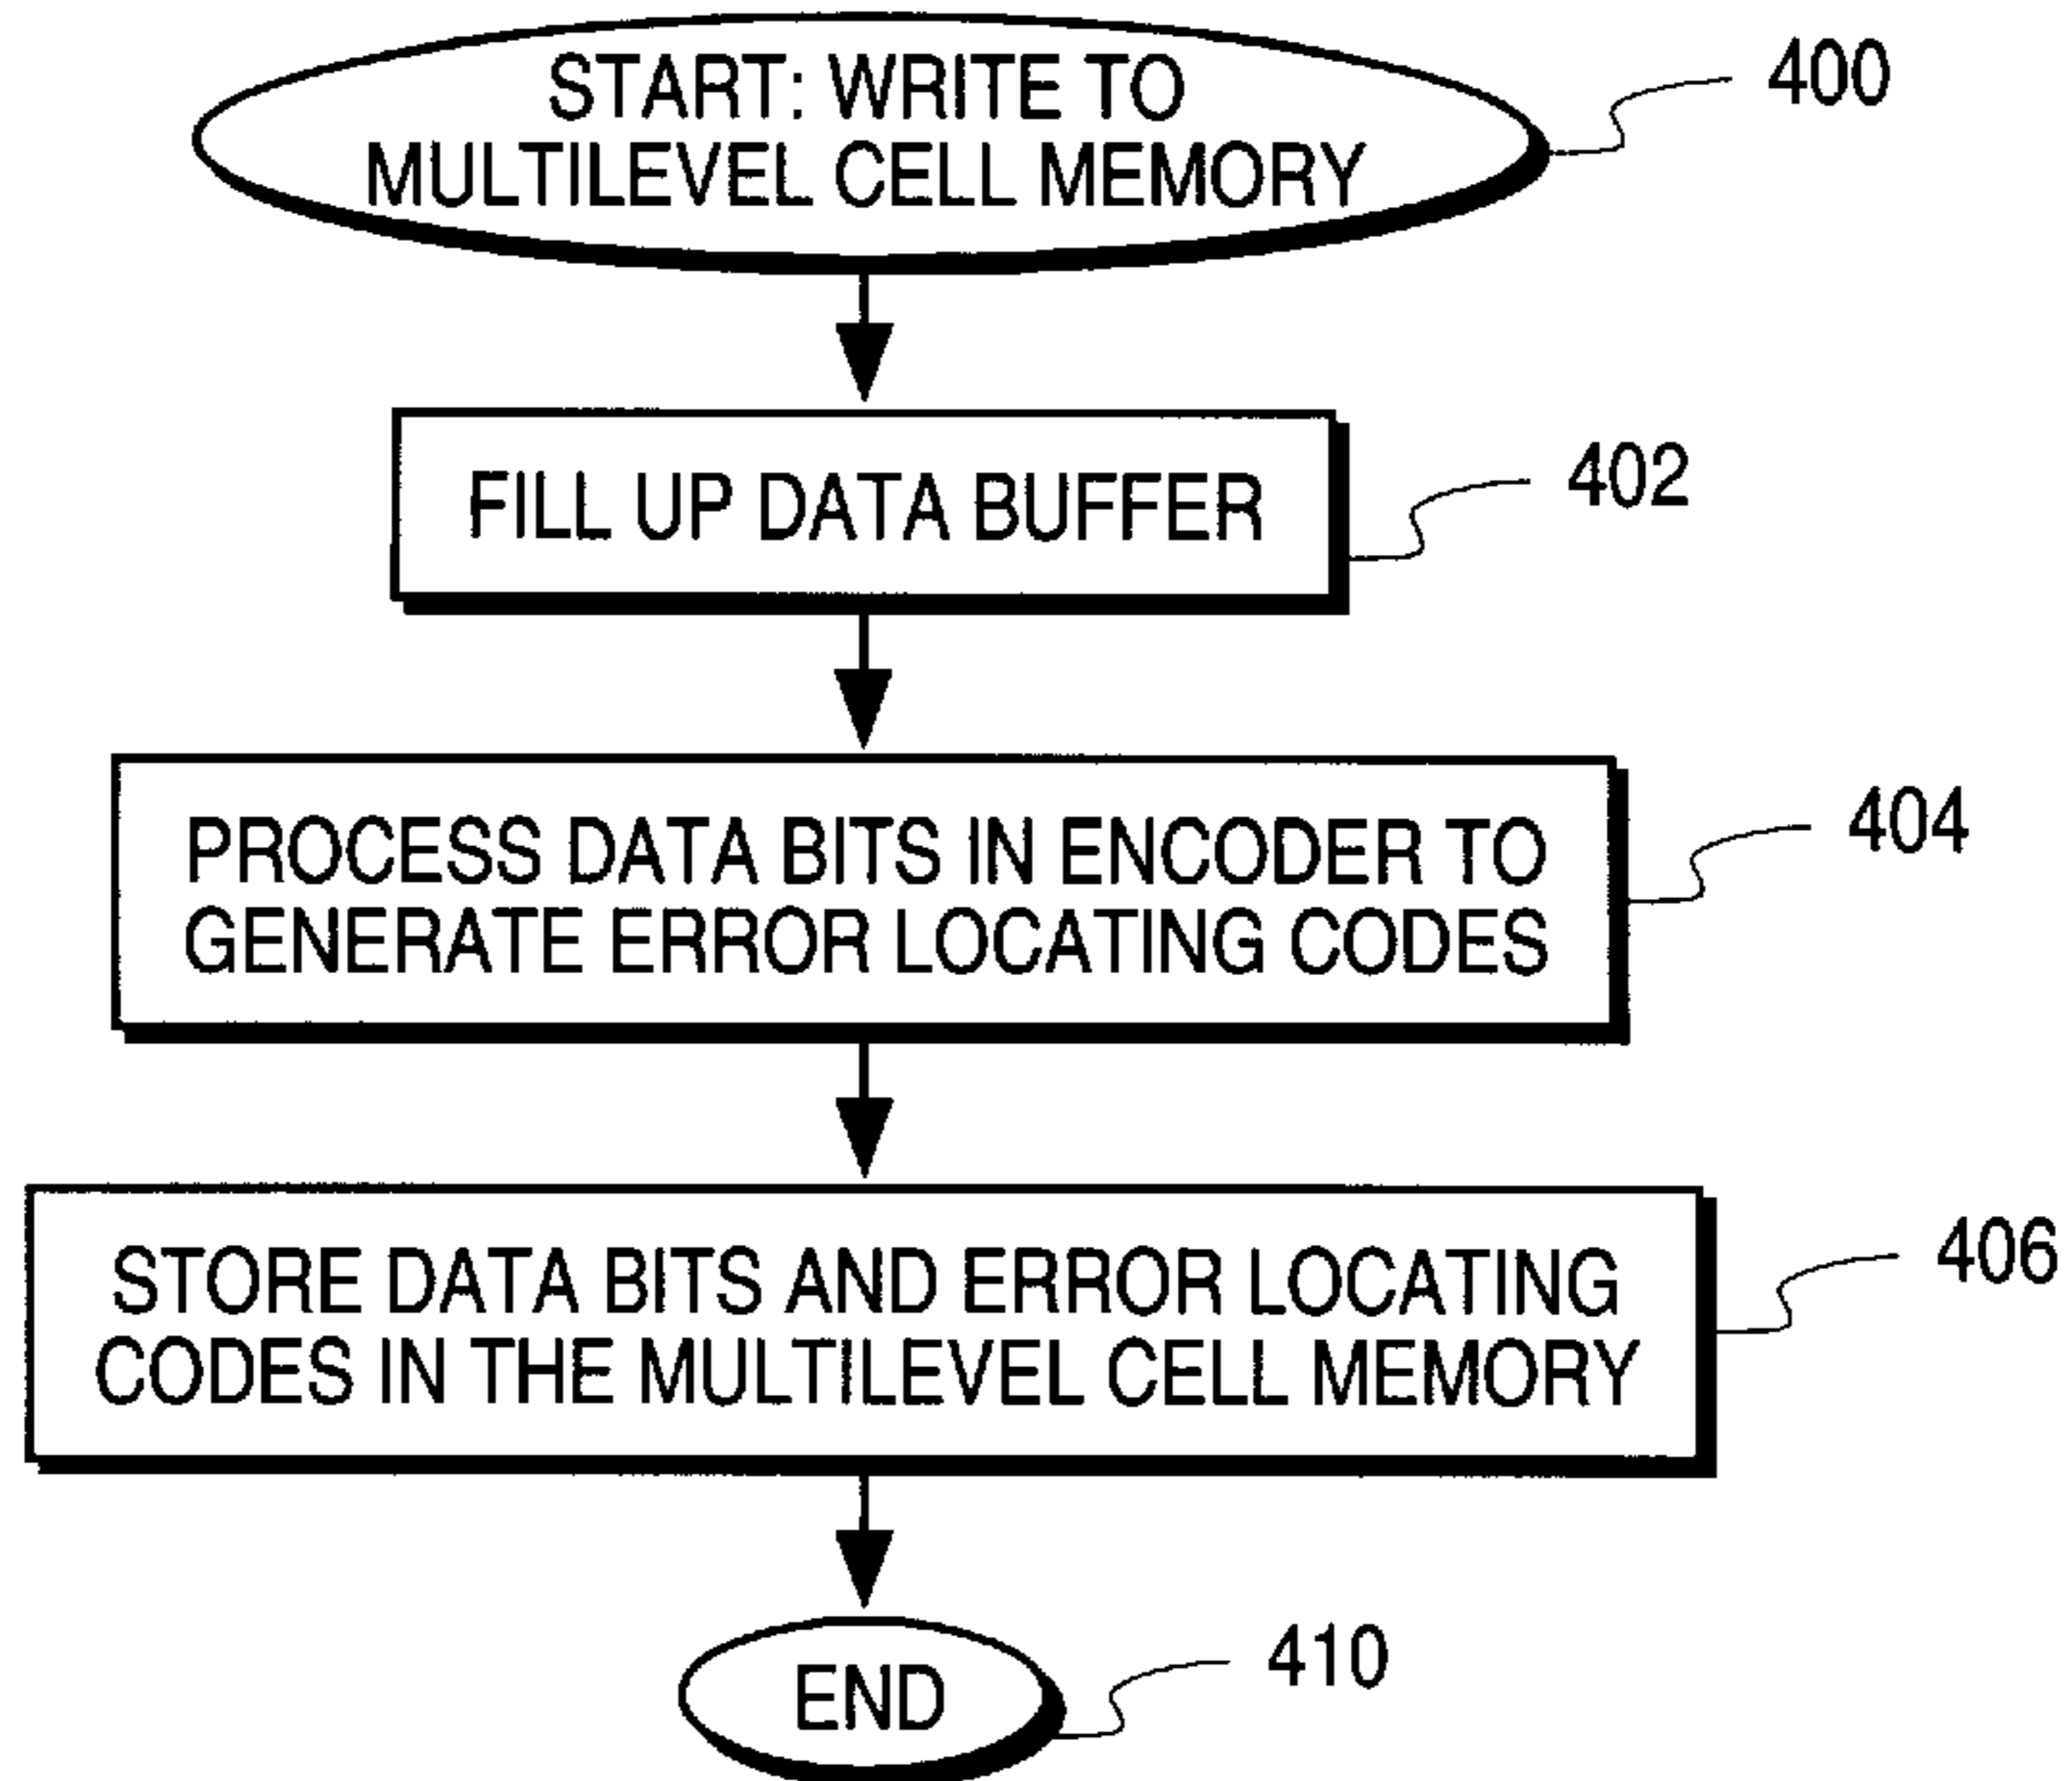 START: WRITE TO
MULTILEVEL CELL MEMORY
400
FILL UP DATA BUFFER
402
PROCESS DATA BITS IN ENCODER TO
GENERATE ERROR LOCATING CODES
404
STORE DATA BITS AND ERROR LOCATING
CODES IN THE MULTILEVEL CELL MEMORY
406
END
410